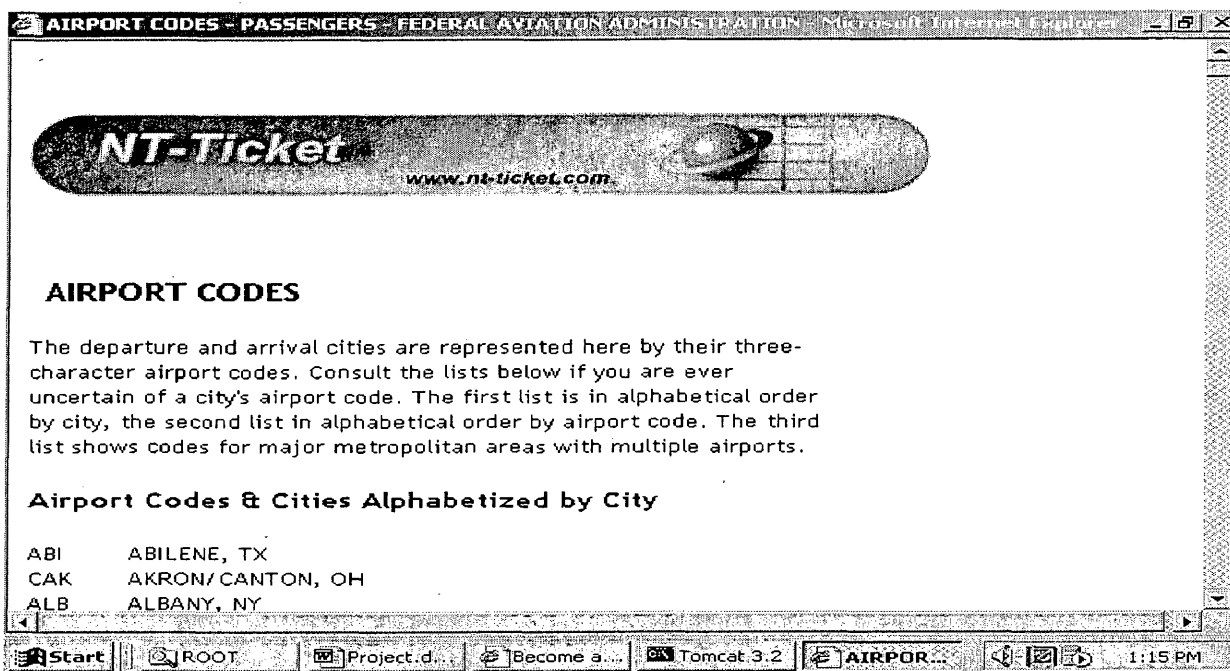 AIRPORT CODES - PASSENGERS - FEDERAL AVIATION ADMINISTRATION - Microsoft Internet Explorer
NT-Ticket
www.nt-ticket.com
AIRPORT CODES
The departure and arrival cities are represented here by their three-
character airport codes. Consult the lists below if you are ever
uncertain of a city's airport code. The first list is in alphabetical order
by city, the second list in alphabetical order by airport code. The third
list shows codes for major metropolitan areas with multiple airports.
Airport Codes & Cities Alphabetized by City
ABI ABILENE, TX
CAK AKRON/CANTON, OH
ALB ALBANY, NY
Start ROOT Project.d... Become a... Tomcat 3.2 AIRPOR... 1:15 PM